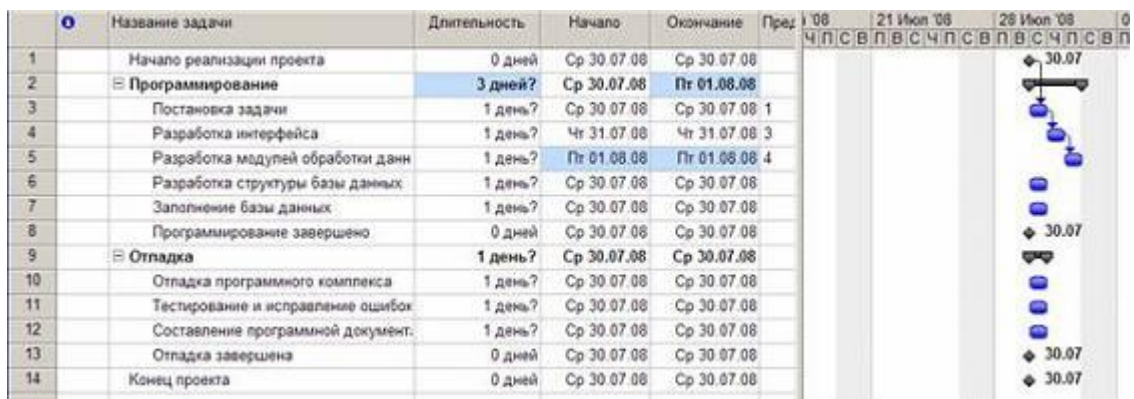 Название задачи Длительность Начало Окончание Пред '08 21 Июл '08 28 Июл '08 0
Ч П С В П В С Ч П С В П В С Ч П С В П
1 Начало реализации проекта 0 дней Ср 30.07.08 Ср 30.07.08 30.07
2 Программирование 3 дней? Ср 30.07.08 Пт 01.08.08
3 Постановка задачи 1 день? Ср 30.07.08 Ср 30.07.08 1
4 Разработка интерфейса 1 день? Чт 31.07.08 Чт 31.07.08 3
5 Разработка модулей обработки данн 1 день? Пт 01.08.08 Пт 01.08.08 4
6 Разработка структуры базы данных 1 день? Ср 30.07.08 Ср 30.07.08
7 Заполнение базы данных 1 день? Ср 30.07.08 Ср 30.07.08
8 Программирование завершено 0 дней Ср 30.07.08 Ср 30.07.08 30.07
9 Отладка 1 день? Ср 30.07.08 Ср 30.07.08
10 Отладка программного комплекса 1 день? Ср 30.07.08 Ср 30.07.08
11 Тестирование и исправление ошибок 1 день? Ср 30.07.08 Ср 30.07.08
12 Составление программной документ. 1 день? Ср 30.07.08 Ср 30.07.08
13 Отладка завершена 0 дней Ср 30.07.08 Ср 30.07.08 30.07
14 Конец проекта 0 дней Ср 30.07.08 Ср 30.07.08 30.07